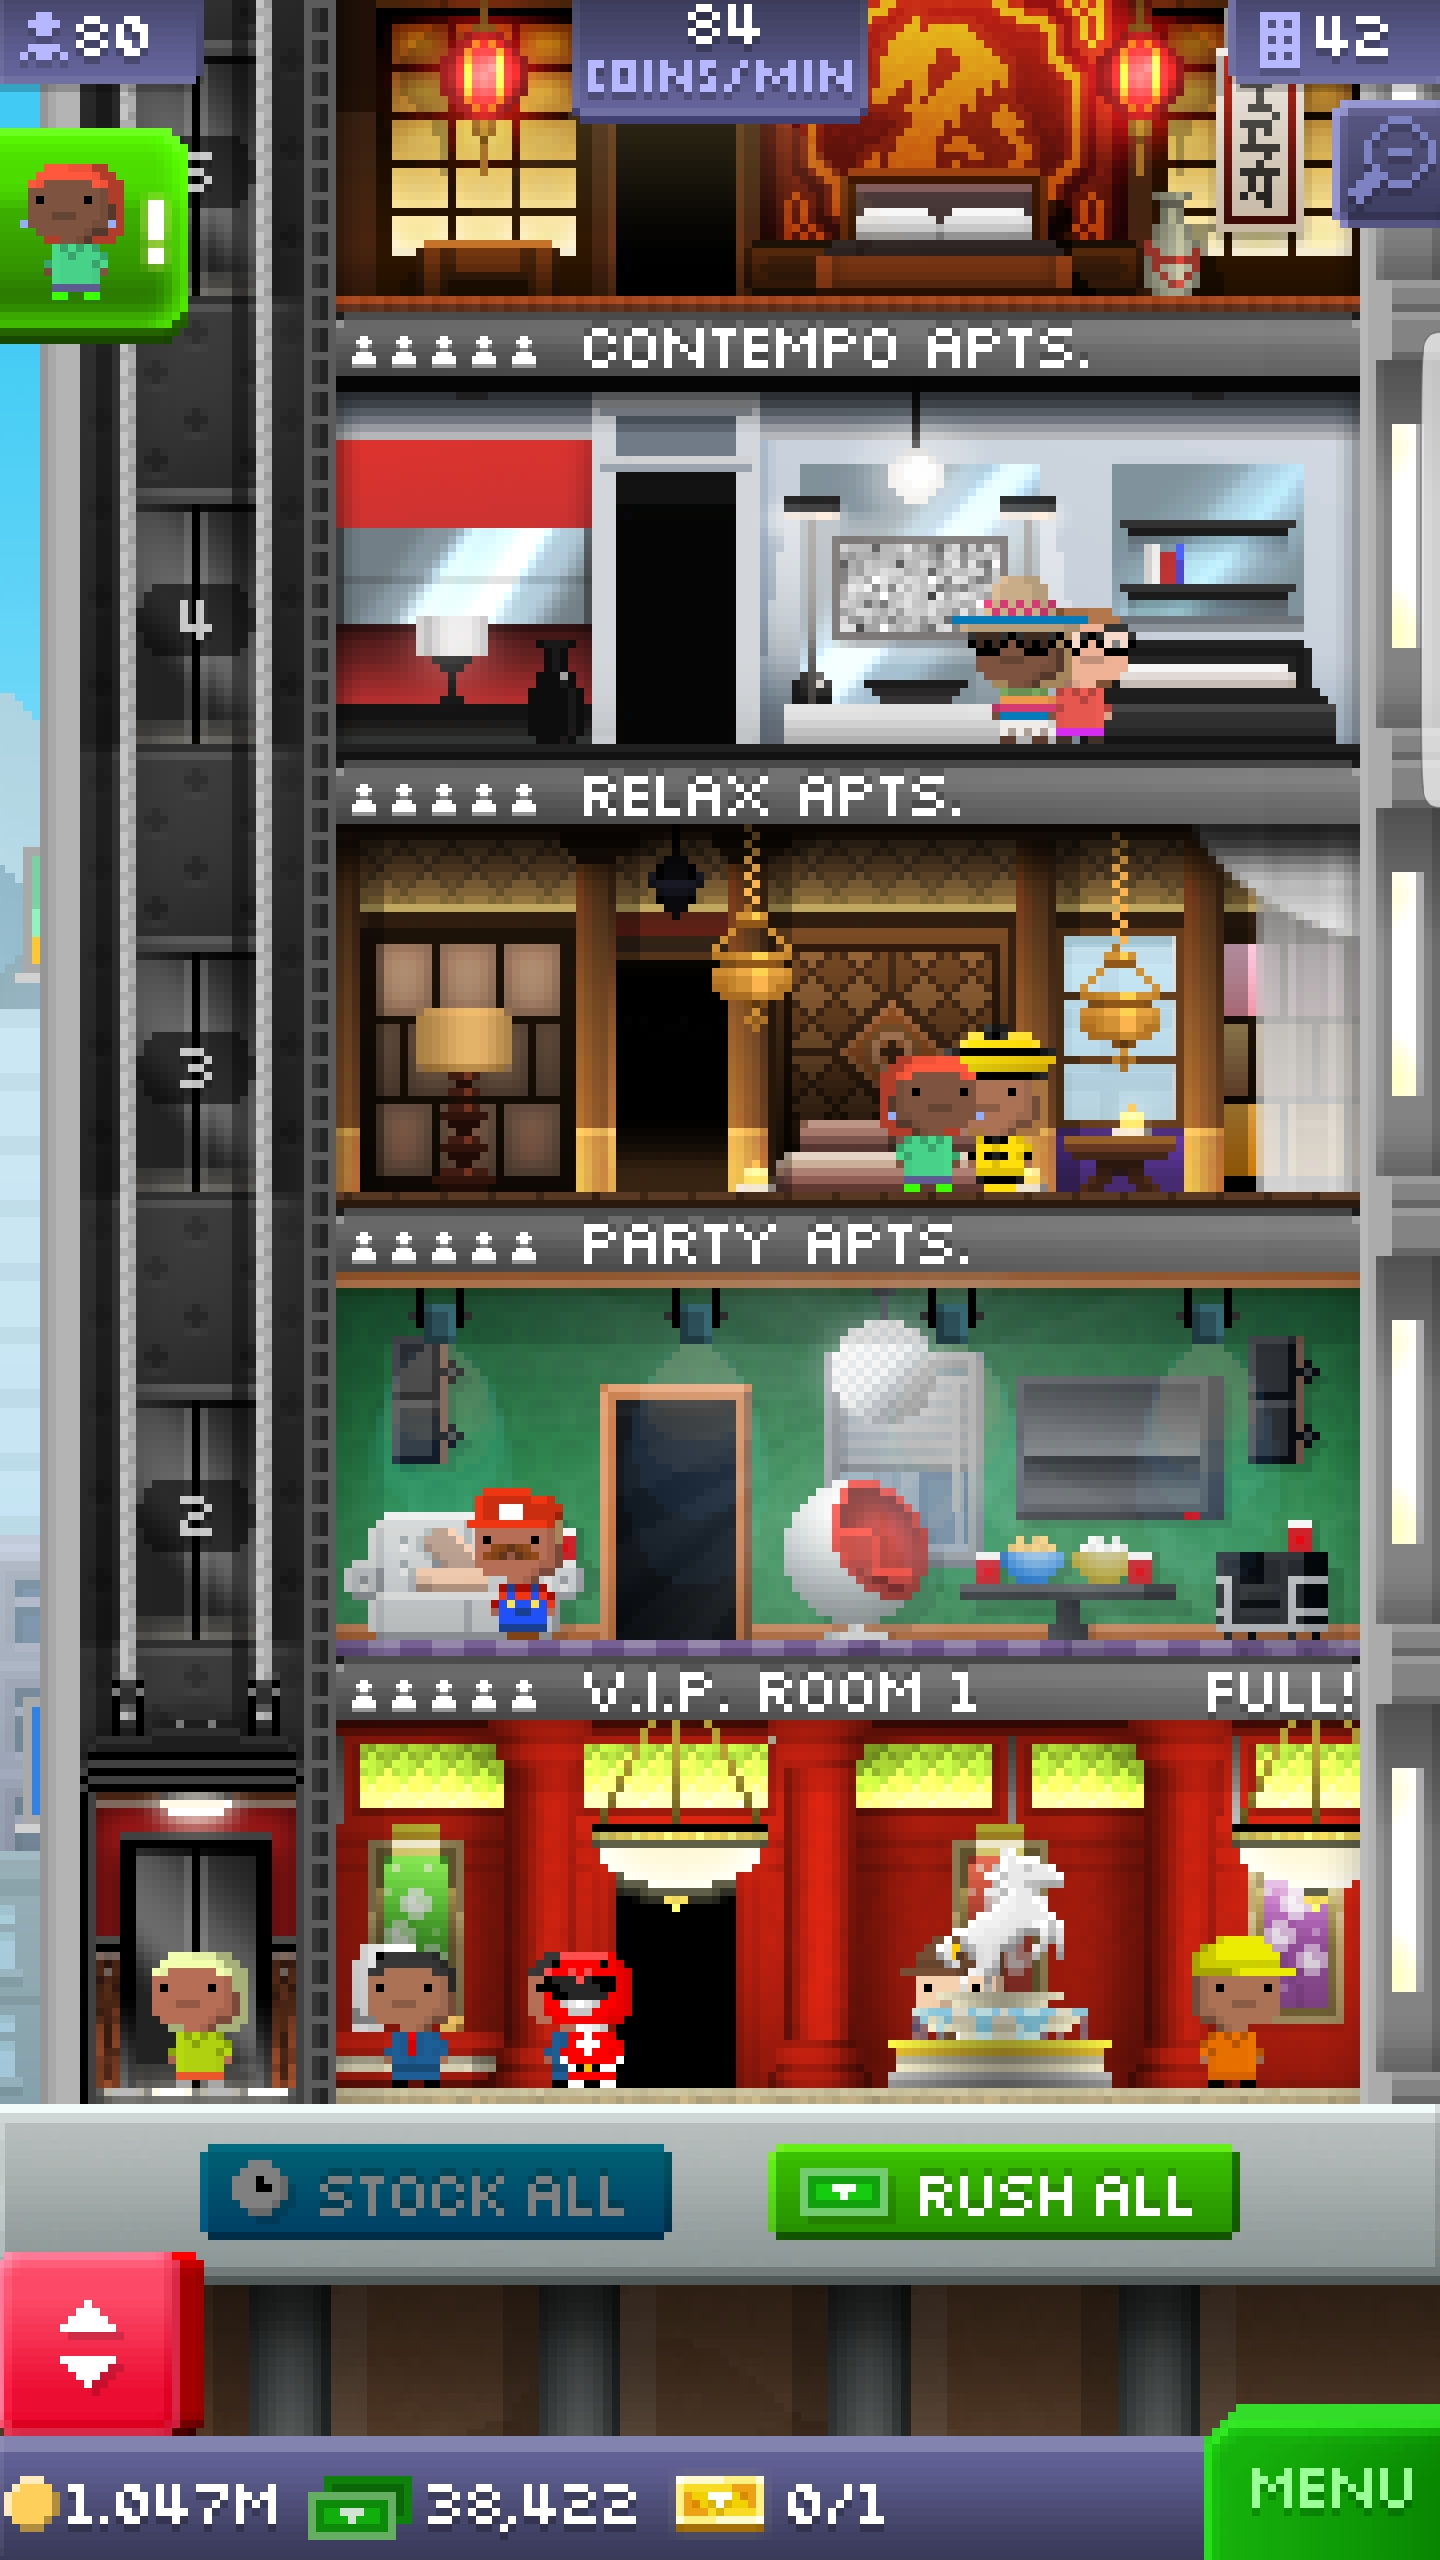 80
84
COINS/MIN
42
!
5
CONTEMPO APTS.
4
RELAX APTS.
3
PARTY APTS.
2
V.I.P. ROOM 1 FULL!
STOCK ALL
RUSH ALL
1.047M 38,422 0/1
MENU